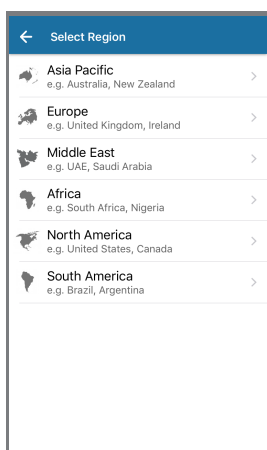 Select Region
Asia Pacific
e.g. Australia, New Zealand
Europe
e.g. United Kingdom, Ireland
Middle East
e.g. UAE, Saudi Arabia
Africa
e.g. South Africa, Nigeria
North America
e.g. United States, Canada
South America
e.g. Brazil, Argentina